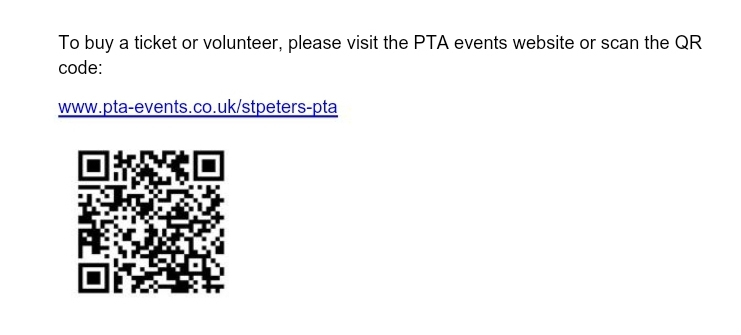 To buy a ticket or volunteer, please visit the PTA events website or scan the QR
code:
www.pta-events.co.uk/stpeters-pta